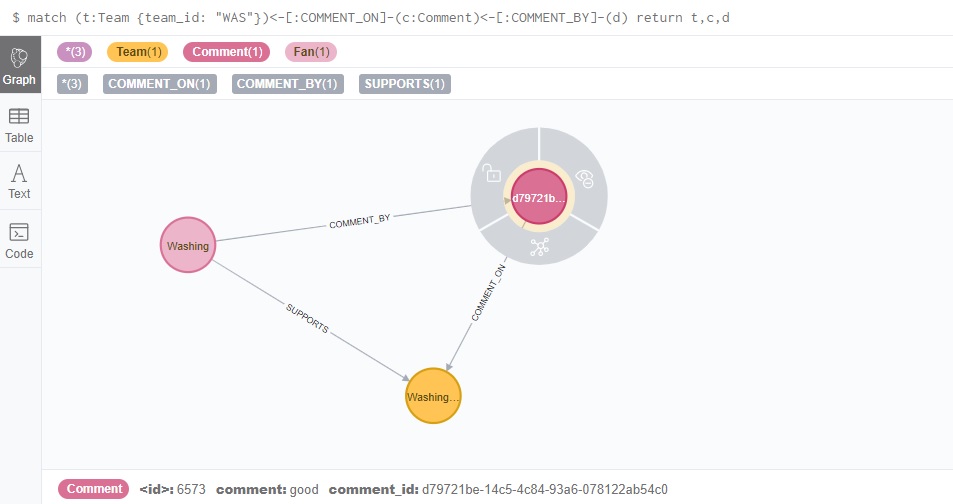 $ match (t:Team {team_id: "WAS"})<-[:COMMENT_ON]-(c:Comment)<-[:COMMENT_BY]-(d) return t,c,d
*(3) Team(1) Comment(1) Fan(1)
*(3) COMMENT_ON(1) COMMENT_BY(1) SUPPORTS(1)
Graph
Table
Text
Code
d79721b...
COMMENT_BY
Washing
COMMENT_ON
SUPPORTS
Washing...
Comment <id>: 6573 comment: good comment_id: d79721be-14c5-4c84-93a6-078122ab54c0